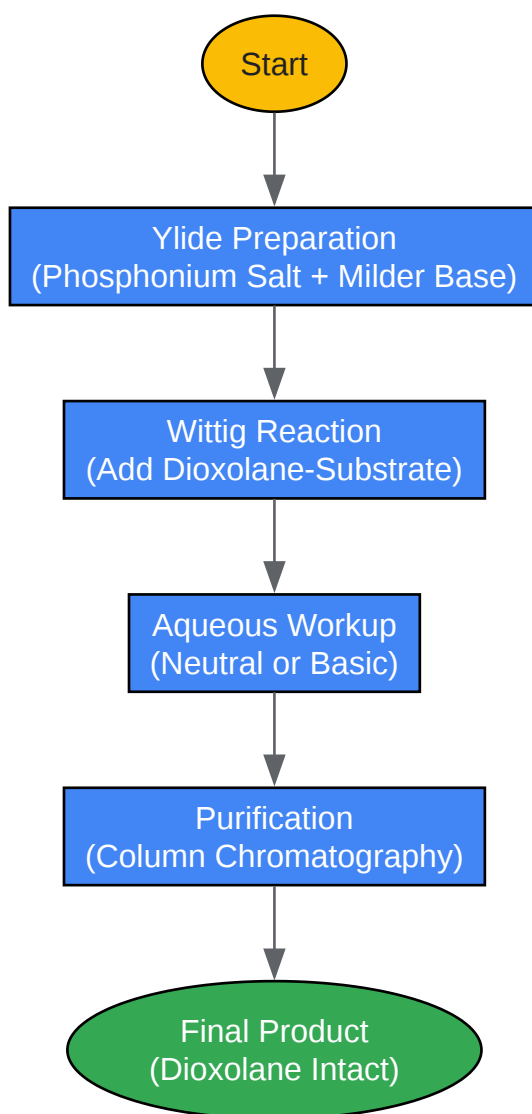 Start
Ylide Preparation
(Phosphonium Salt + Milder Base)
Wittig Reaction
(Add Dioxolane-Substrate)
Aqueous Workup
(Neutral or Basic)
Purification
(Column Chromatography)
Final Product
(Dioxolane Intact)